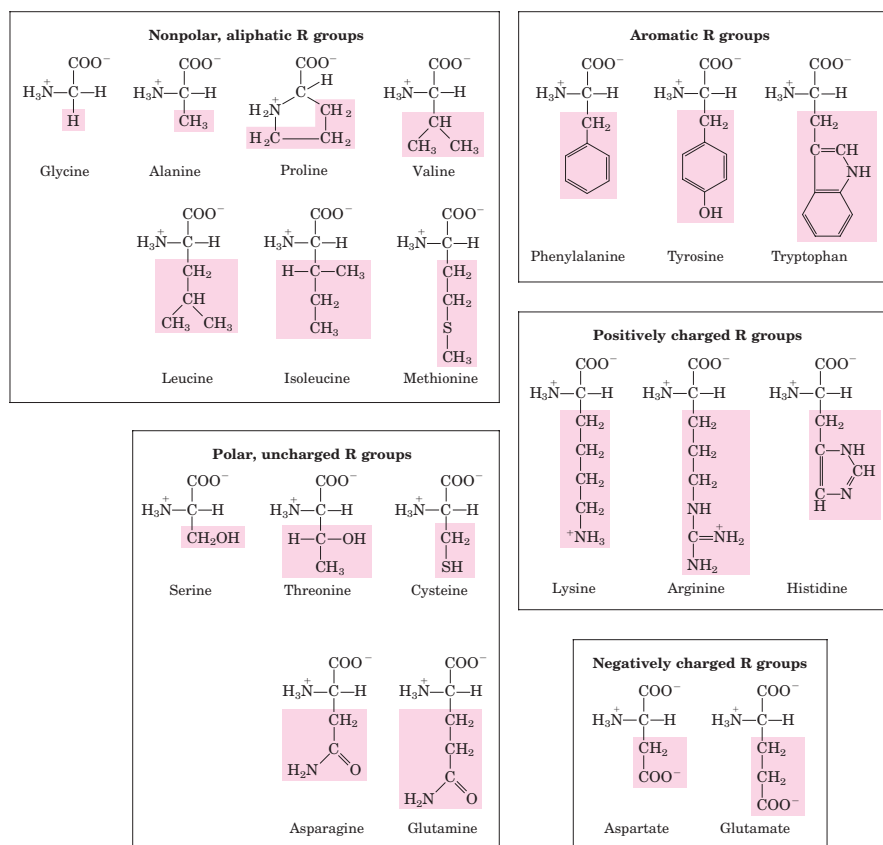 Nonpolar, aliphatic R groups
COO⁻ COO⁻ COO⁻ COO⁻
H₃N⁺—C—H H₃N⁺—C—H H₂N⁺ C H H₃N⁺—C—H
H CH₃ CH₂ CH
H₂C CH₂ CH₃ CH₃
Glycine Alanine Proline Valine
COO⁻ COO⁻ COO⁻
H₃N⁺—C—H H₃N⁺—C—H H₃N⁺—C—H
CH₂ H—C—CH₃ CH₂
CH CH₂ CH₂
CH₃ CH₃ CH₃ S
CH₃
Leucine Isoleucine Methionine
Aromatic R groups
COO⁻ COO⁻ COO⁻
H₃N⁺—C—H H₃N⁺—C—H H₃N⁺—C—H
CH₂ CH₂ CH₂
C=CH
NH
OH
Phenylalanine Tyrosine Tryptophan
Positively charged R groups
COO⁻ COO⁻ COO⁻
H₃N⁺—C—H H₃N⁺—C—H H₃N⁺—C—H
CH₂ CH₂ CH₂
CH₂ CH₂ C—NH
CH₂ CH₂ CH
CH₂ NH C—N
H
⁺NH₃ C=NH₂⁺
NH₂
Lysine Arginine Histidine
Polar, uncharged R groups
COO⁻ COO⁻ COO⁻
H₃N⁺—C—H H₃N⁺—C—H H₃N⁺—C—H
CH₂OH H—C—OH CH₂
CH₃ SH
Serine Threonine Cysteine
COO⁻ COO⁻
H₃N⁺—C—H H₃N⁺—C—H
CH₂ CH₂
C CH₂
H₂N O C
H₂N O
Asparagine Glutamine
Negatively charged R groups
COO⁻ COO⁻
H₃N⁺—C—H H₃N⁺—C—H
CH₂ CH₂
COO⁻ CH₂
COO⁻
Aspartate Glutamate